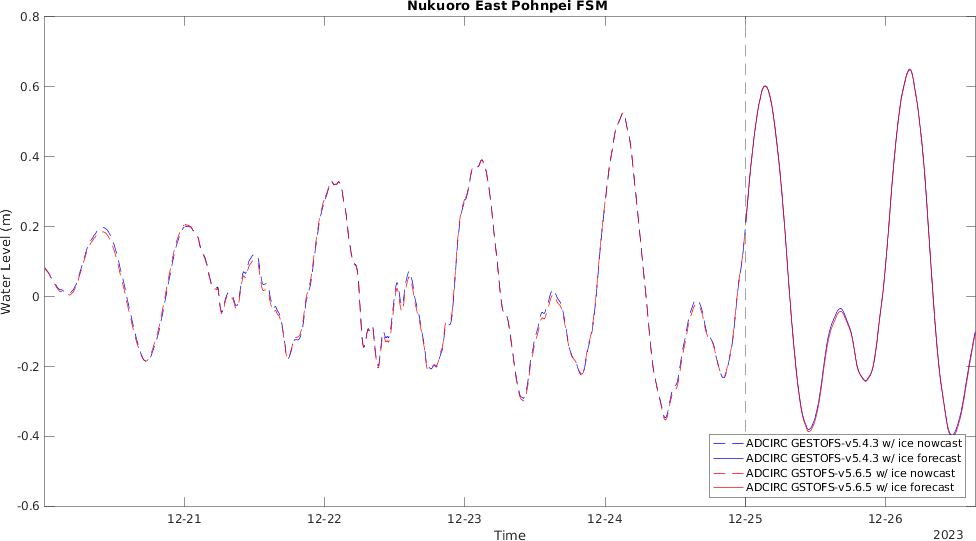 Nukuoro East Pohnpei FSM
0.8
0.6
0.4
0.2
0
-0.2
-0.4
-0.6
Water Level (m)
ADCIRC GESTOFS-v5.4.3 w/ ice nowcast
ADCIRC GESTOFS-v5.4.3 w/ ice forecast
ADCIRC GSTOFS-v5.6.5 w/ ice nowcast
ADCIRC GSTOFS-v5.6.5 w/ ice forecast
12-21 12-22 12-23 12-24 12-25 12-26
Time
2023